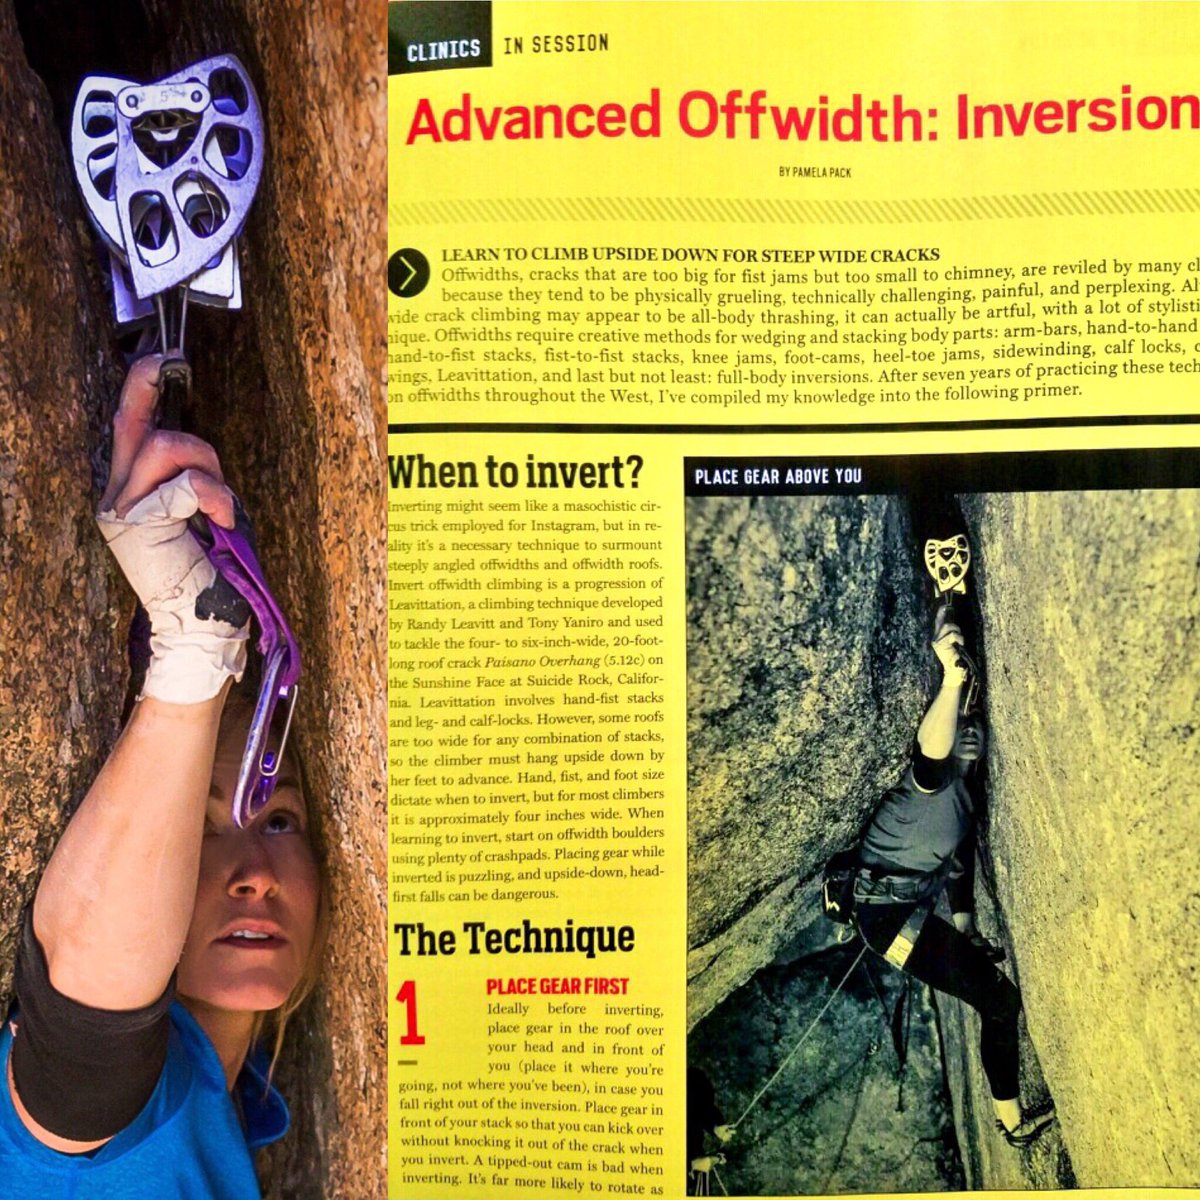 5
CLINICS IN SESSION
Advanced Offwidth: Inversion
BY PAMELA PACK
LEARN TO CLIMB UPSIDE DOWN FOR STEEP WIDE CRACKS
Offwidths, cracks that are too big for fist jams but too small to chimney, are reviled by many
because they tend to be physically grueling, technically challenging, painful, and perplexing.
wide crack climbing may appear to be all-body thrashing, it can actually be artful, with a lot of
nique. Offwidths require creative methods for wedging and stacking body parts: arm-bars, hand-to-hand
hand-to-fist stacks, fist-to-fist stacks, knee jams, foot-cams, heel-toe jams, sidewinding, calf locks,
wings, Leavittation, and last but not least: full-body inversions. After seven years of practicing these tech
on offwidths throughout the West, I've compiled my knowledge into the following primer.
When to invert?
Inverting might seem like a masochistic cir-
cus trick employed for Instagram, but in re-
ality it's a necessary technique to surmount
steeply angled offwidths and offwidth roofs.
Invert offwidth climbing is a progression of
Leavittation, a climbing technique developed
by Randy Leavitt and Tony Yaniro and used
to tackle the four- to six-inch-wide, 20-foot-
long roof crack Paisano Overhang (5.12c) on
the Sunshine Face at Suicide Rock, Califor-
nia. Leavittation involves hand-fist stacks
and leg- and calf-locks. However, some roofs
are too wide for any combination of stacks,
so the climber must hang upside down by
her feet to advance. Hand, fist, and foot size
dictate when to invert, but for most climbers
it is approximately four inches wide. When
learning to invert, start on offwidth boulders
using plenty of crashpads. Placing gear while
inverted is puzzling, and upside-down, head-
first falls can be dangerous.
The Technique
1
PLACE GEAR FIRST
Ideally before inverting,
place gear in the roof over
your head and in front of
you (place it where you're
going, not where you've been), in case you
fall right out of the inversion. Place gear in
front of your stack so that you can kick over
without knocking it out of the crack when
you invert. A tipped-out cam is bad when
inverting. It's far more likely to rotate as
PLACE GEAR ABOVE YOU